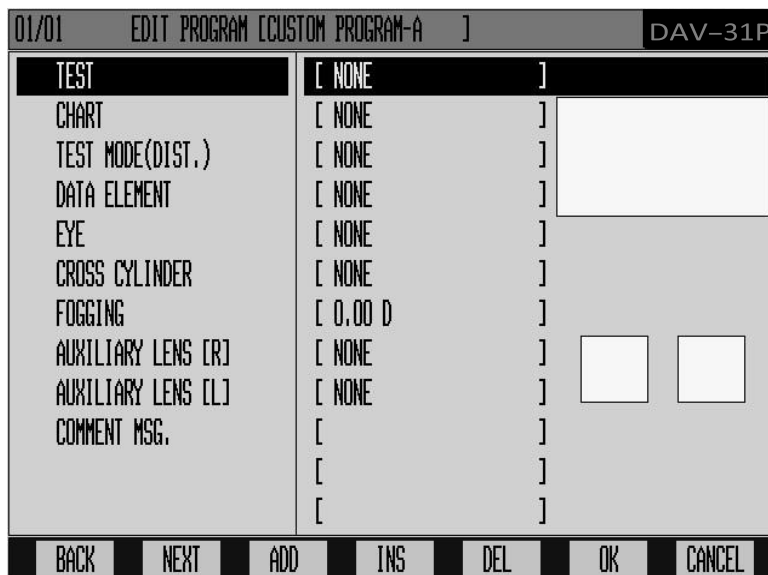 01/01 EDIT PROGRAM [CUSTOM PROGRAM-A ] DAV-31P
TEST [ NONE ]
CHART [ NONE ]
TEST MODE(DIST.) [ NONE ]
DATA ELEMENT [ NONE ]
EYE [ NONE ]
CROSS CYLINDER [ NONE ]
FOGGING [ 0.00 D ]
AUXILIARY LENS [R] [ NONE ]
AUXILIARY LENS [L] [ NONE ]
COMMENT MSG. [ ]
[ ]
[ ]
BACK NEXT ADD INS DEL OK CANCEL